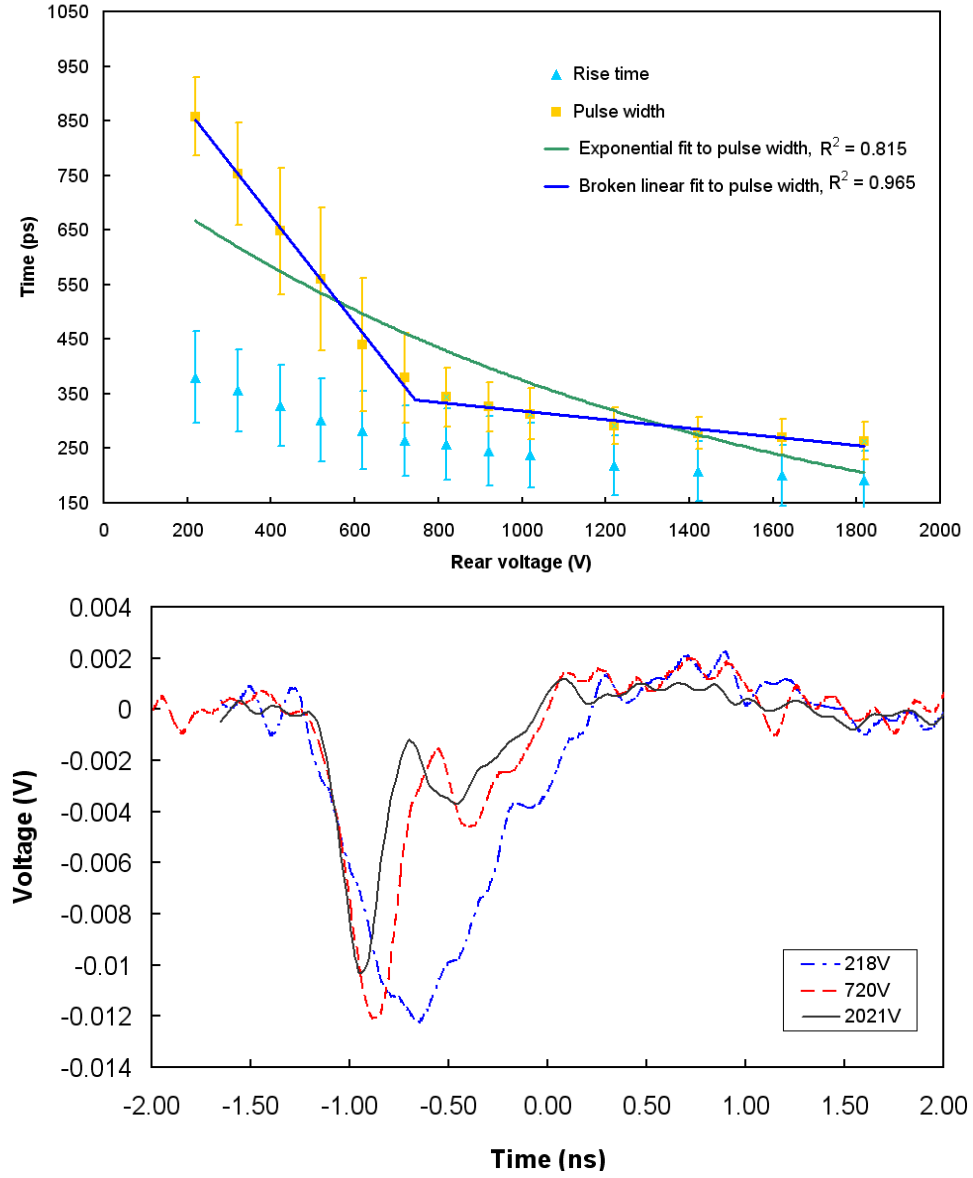 1050
950
850
750
650
550
450
350
250
150
Time (ps)
Rise time
Pulse width
Exponential fit to pulse width, R² = 0.815
Broken linear fit to pulse width, R² = 0.965
0 200 400 600 800 1000 1200 1400 1600 1800 2000
Rear voltage (V)
0.004
0.002
0
-0.002
-0.004
-0.006
-0.008
-0.01
-0.012
-0.014
Voltage (V)
218V
720V
2021V
-2.00 -1.50 -1.00 -0.50 0.00 0.50 1.00 1.50 2.00
Time (ns)